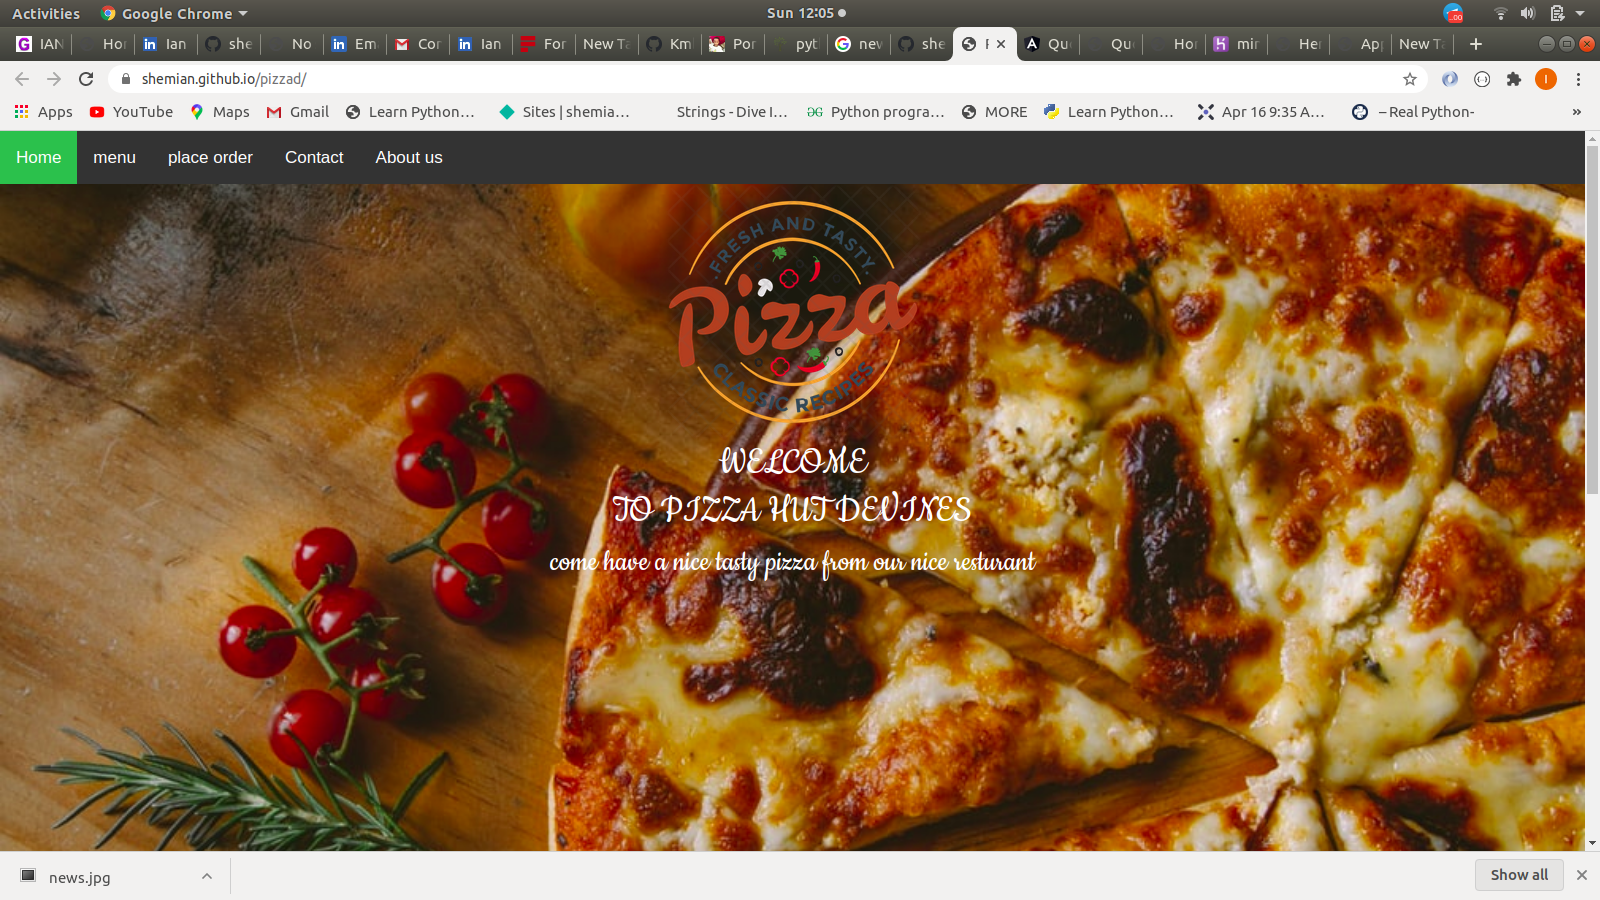 Activities
Google Chrome
Sun 12:05
IAN
Hor
Ian
she
No
Em
Cor
Ian
For
New Ta
Km
Por
pyt
nev
she
Qu
Qu
Hor
mir
Her
App
New Ta
shemian.github.io/pizzad/
Apps
YouTube
Maps
Gmail
Learn Python...
Sites | shemia...
Strings - Dive I...
Python progra...
MORE
Learn Python...
Apr 16 9:35 A...
– Real Python-
»
Home
menu
place order
Contact
About us
· FRESH AND TASTY ·
Pizza
CLASSIC RECIPES
WELCOME
TO PIZZA HUT DEVINES
come have a nice tasty pizza from our nice resturant
news.jpg
Show all